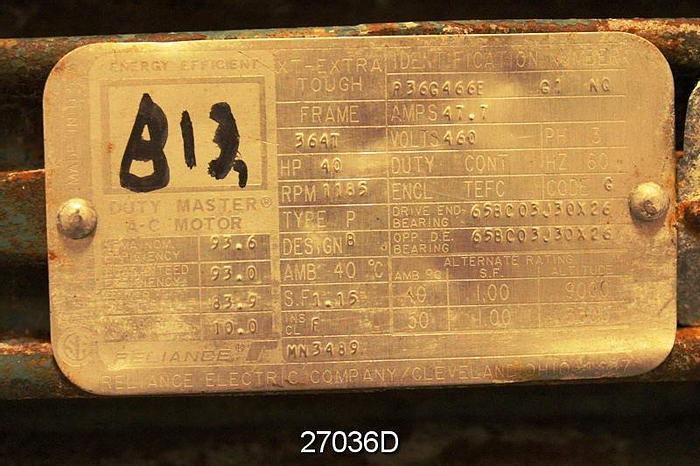 ENERGY EFFICIENT
B13,
DUTY MASTER®
A-C MOTOR
EFFICIENCY 93.6
GUARANTEED EFFICIENCY 93.0
83.9
10.0
RELIANCE
XT-EXTRA TOUGH
IDENTIFICATION NUMBER
P36G466E G1 NQ
FRAME 364T
AMPS 47.7
VOLTS 460 PH 3
HP 40
DUTY CONT HZ 60
RPM 1185
ENCL TEFC CODE G
TYPE P
DRIVE END BEARING 65BC03J30X26
DESIGN B
OPP. D.E. BEARING 65BC03J30X26
AMB 40 °C
ALTERNATE RATING
AMB °C S.F. ALTITUDE
S.F. 1.15
40 1.00
INS CL F
50 1.00
MN3489
RELIANCE ELECTRIC COMPANY/CLEVELAND, OHIO
27036D